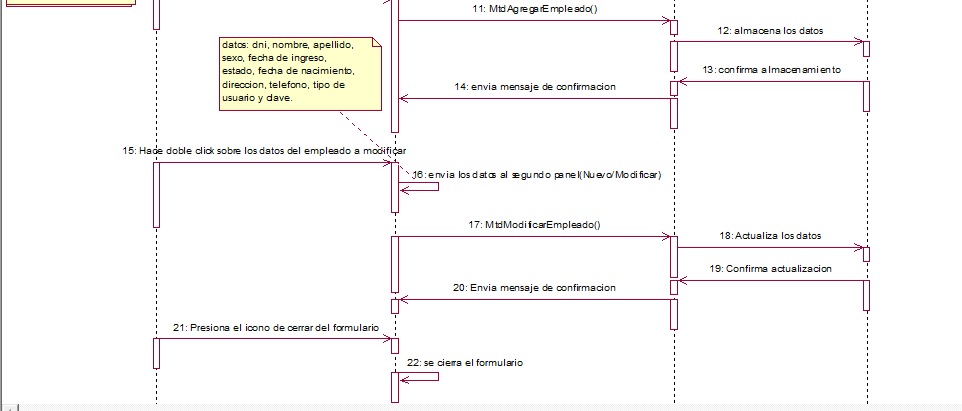 11: MtdAgregarEmpleado()
12: almacena los datos
datos: dni, nombre, apellido,
sexo, fecha de ingreso,
estado, fecha de nacimiento,
direccion, telefono, tipo de
usuario y clave.
13: confirma almacenamiento
14: envia mensaje de confirmacion
15: Hace doble click sobre los datos del empleado a modificar
16: envia los datos al segundo panel(Nuevo/Modificar)
17: MtdModificarEmpleado()
18: Actualiza los datos
19: Confirma actualizacion
20: Envia mensaje de confirmacion
21: Presiona el icono de cerrar del formulario
22: se cierra el formulario